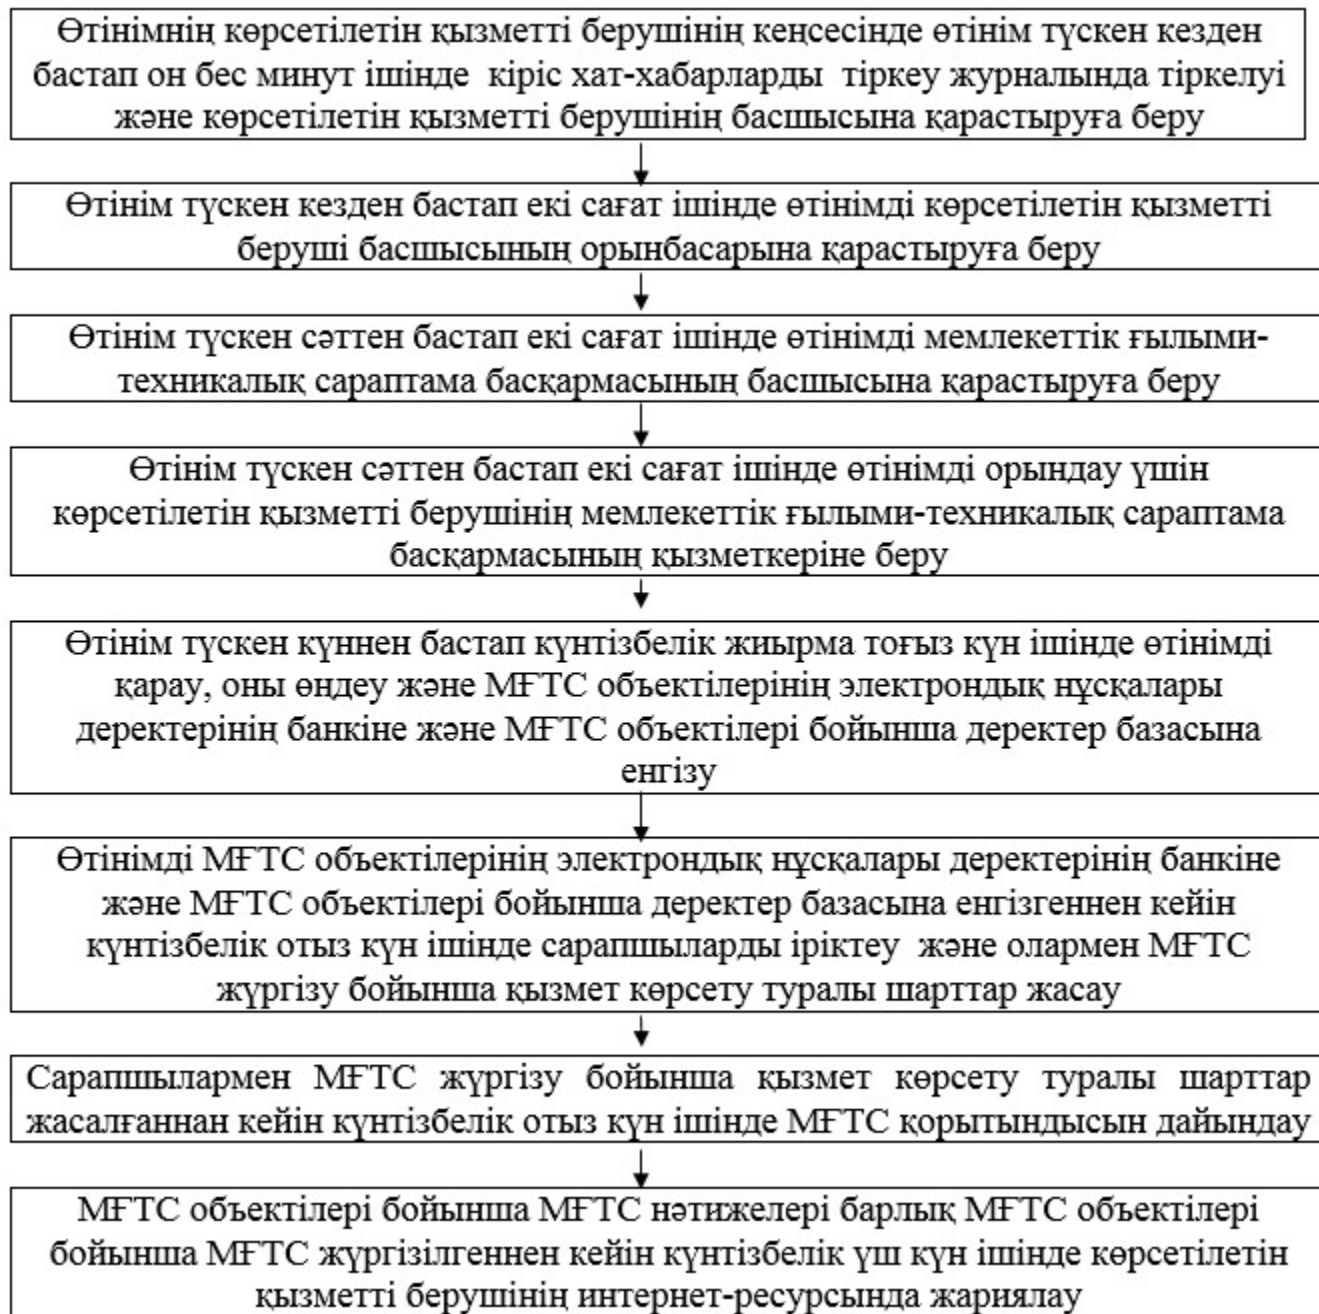 Өтінімнің көрсетілетін қызметті берушінің кеңсесінде өтінім түскен кезден
бастап он бес минут ішінде кіріс хат-хабарларды тіркеу журналында тіркелуі
және көрсетілетін қызметті берушінің басшысына қарастыруға беру
Өтінім түскен кезден бастап екі сағат ішінде өтінімді көрсетілетін қызметті
беруші басшысының орынбасарына қарастыруға беру
Өтінім түскен сәттен бастап екі сағат ішінде өтінімді мемлекеттік ғылыми-
техникалық сараптама басқармасының басшысына қарастыруға беру
Өтінім түскен сәттен бастап екі сағат ішінде өтінімді орындау үшін
көрсетілетін қызметті берушінің мемлекеттік ғылыми-техникалық сараптама
басқармасының қызметкеріне беру
Өтінім түскен күннен бастап күнтізбелік жиырма тоғыз күн ішінде өтінімді
қарау, оны өңдеу және МҒТС объектілерінің электрондық нұсқалары
деректерінің банкіне және МҒТС объектілері бойынша деректер базасына
енгізу
Өтінімді МҒТС объектілерінің электрондық нұсқалары деректерінің банкіне
және МҒТС объектілері бойынша деректер базасына енгізгеннен кейін
күнтізбелік отыз күн ішінде сарапшыларды іріктеу және олармен МҒТС
жүргізу бойынша қызмет көрсету туралы шарттар жасау
Сарапшылармен МҒТС жүргізу бойынша қызмет көрсету туралы шарттар
жасалғаннан кейін күнтізбелік отыз күн ішінде МҒТС қорытындысын дайындау
МҒТС объектілері бойынша МҒТС нәтижелері барлық МҒТС объектілері
бойынша МҒТС жүргізілгеннен кейін күнтізбелік үш күн ішінде көрсетілетін
қызметті берушінің интернет-ресурсында жариялау